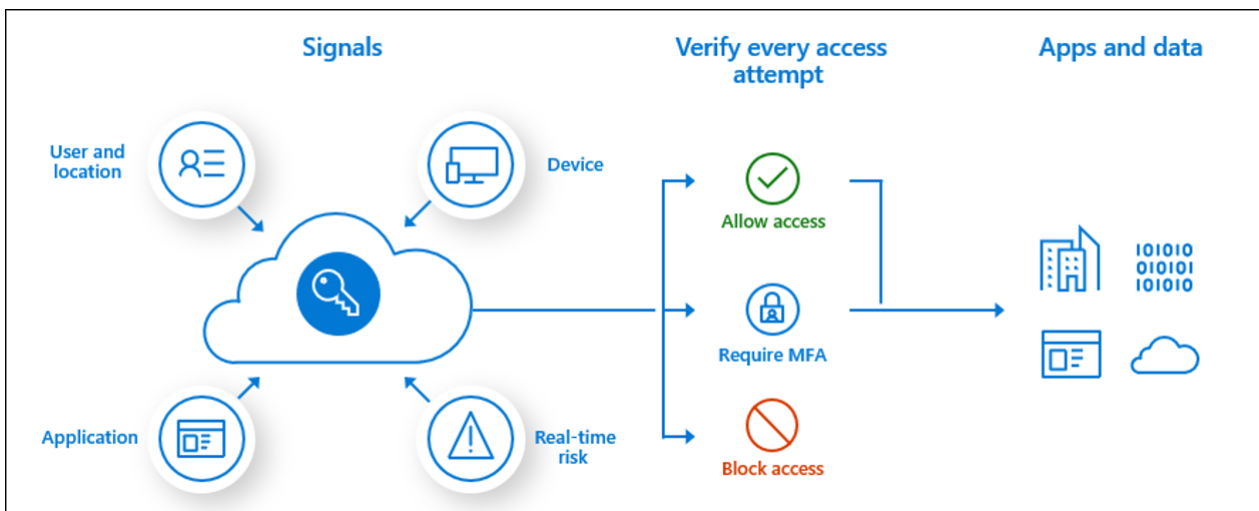 Signals
Verify every access
attempt
Apps and data
User and
location
Device
Allow access
101010
010101
101010
Require MFA
Application
Real-time
risk
Block access